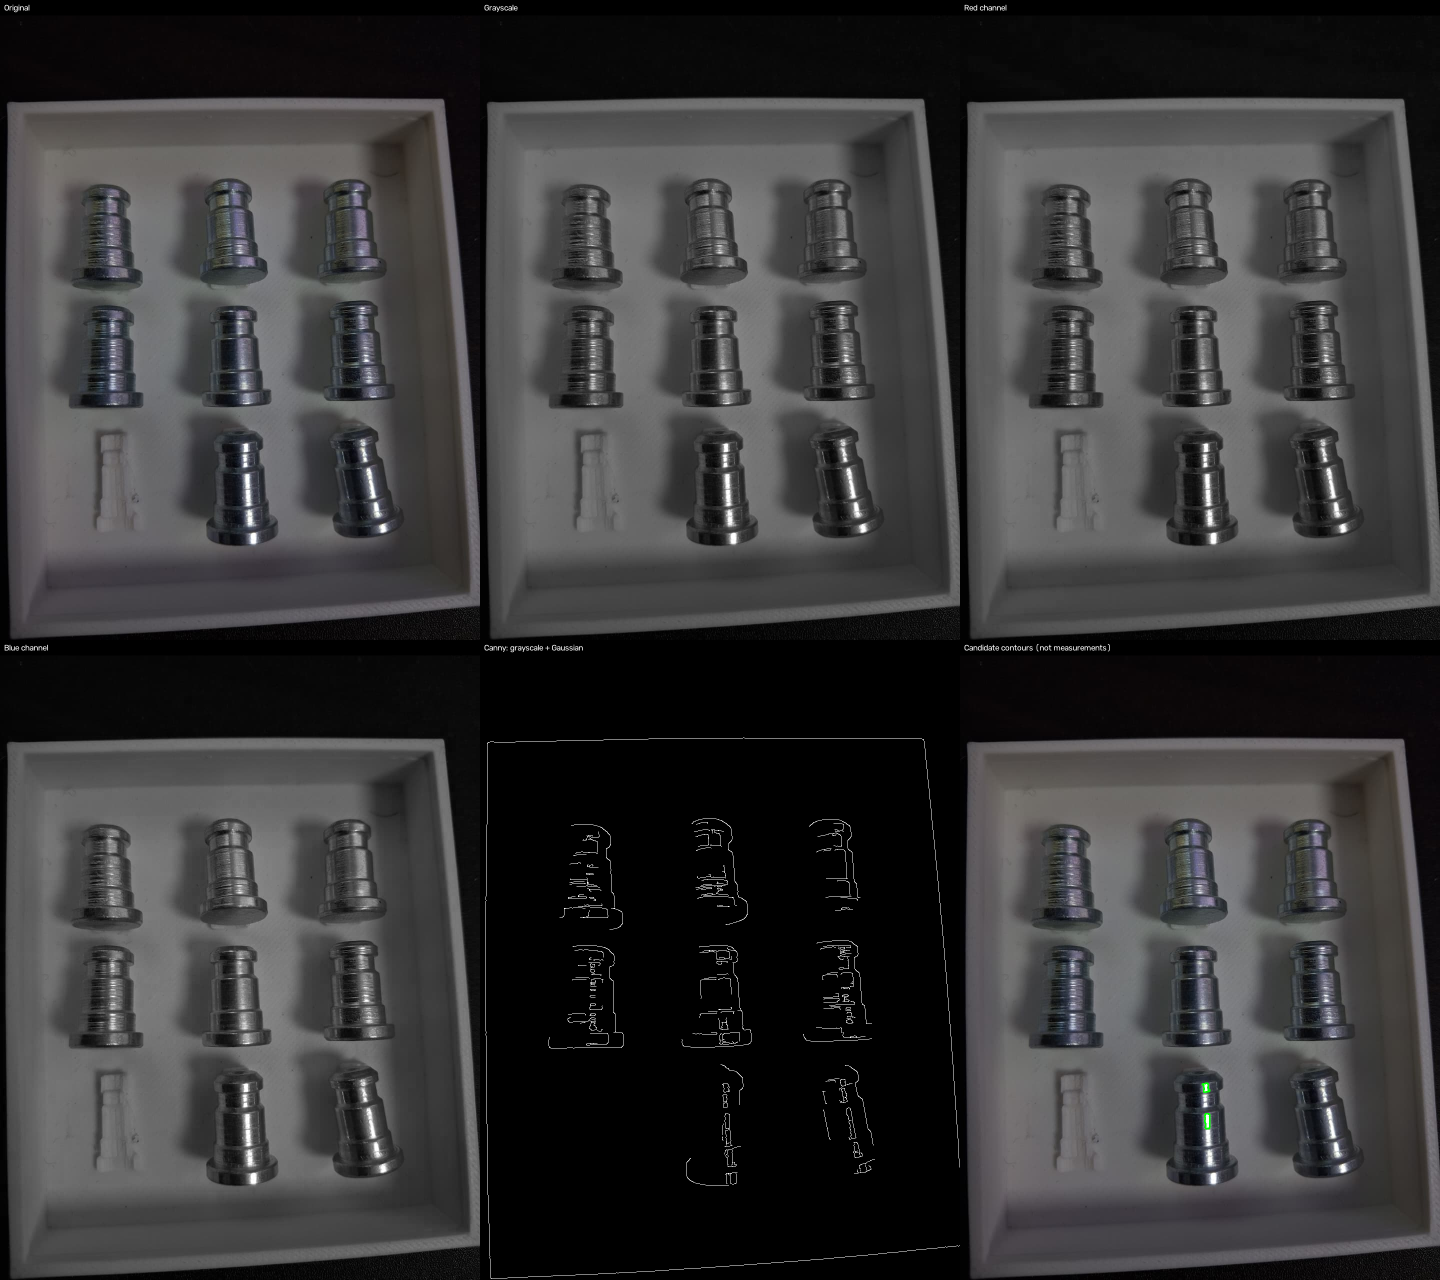 Original
Grayscale
Red channel
Blue channel
Canny: grayscale + Gaussian
Candidate contours (not measurements)